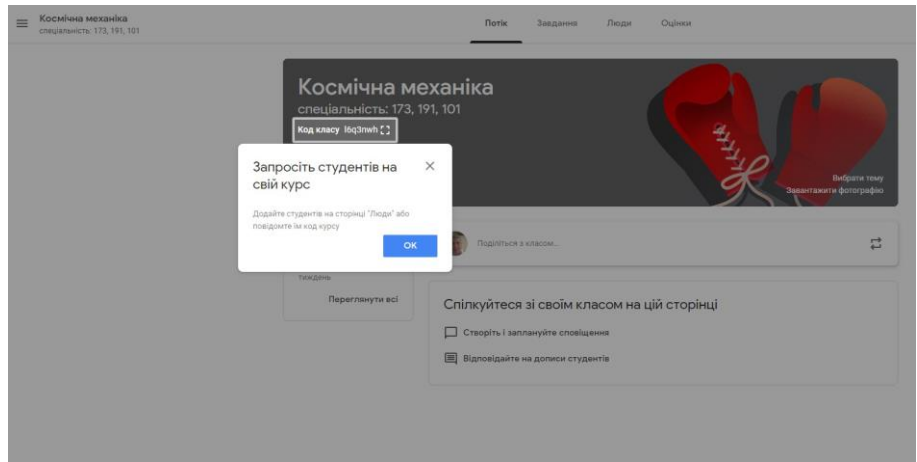 Космічна механіка
спеціальність: 173, 191, 101
Потік
Завдання
Люди
Оцінки
Космічна механіка
спеціальність: 173, 191, 101
Код класу l6q3nwh
Вибрати тему
Завантажити фотографію
Запросіть студентів на
свій курс
Додайте студентів на сторінці "Люди" або
повідомте їм код курсу
ОК
Поділіться з класом...
тиждень
Переглянути всі
Спілкуйтеся зі своїм класом на цій сторінці
Створіть і заплануйте сповіщення
Відповідайте на дописи студентів